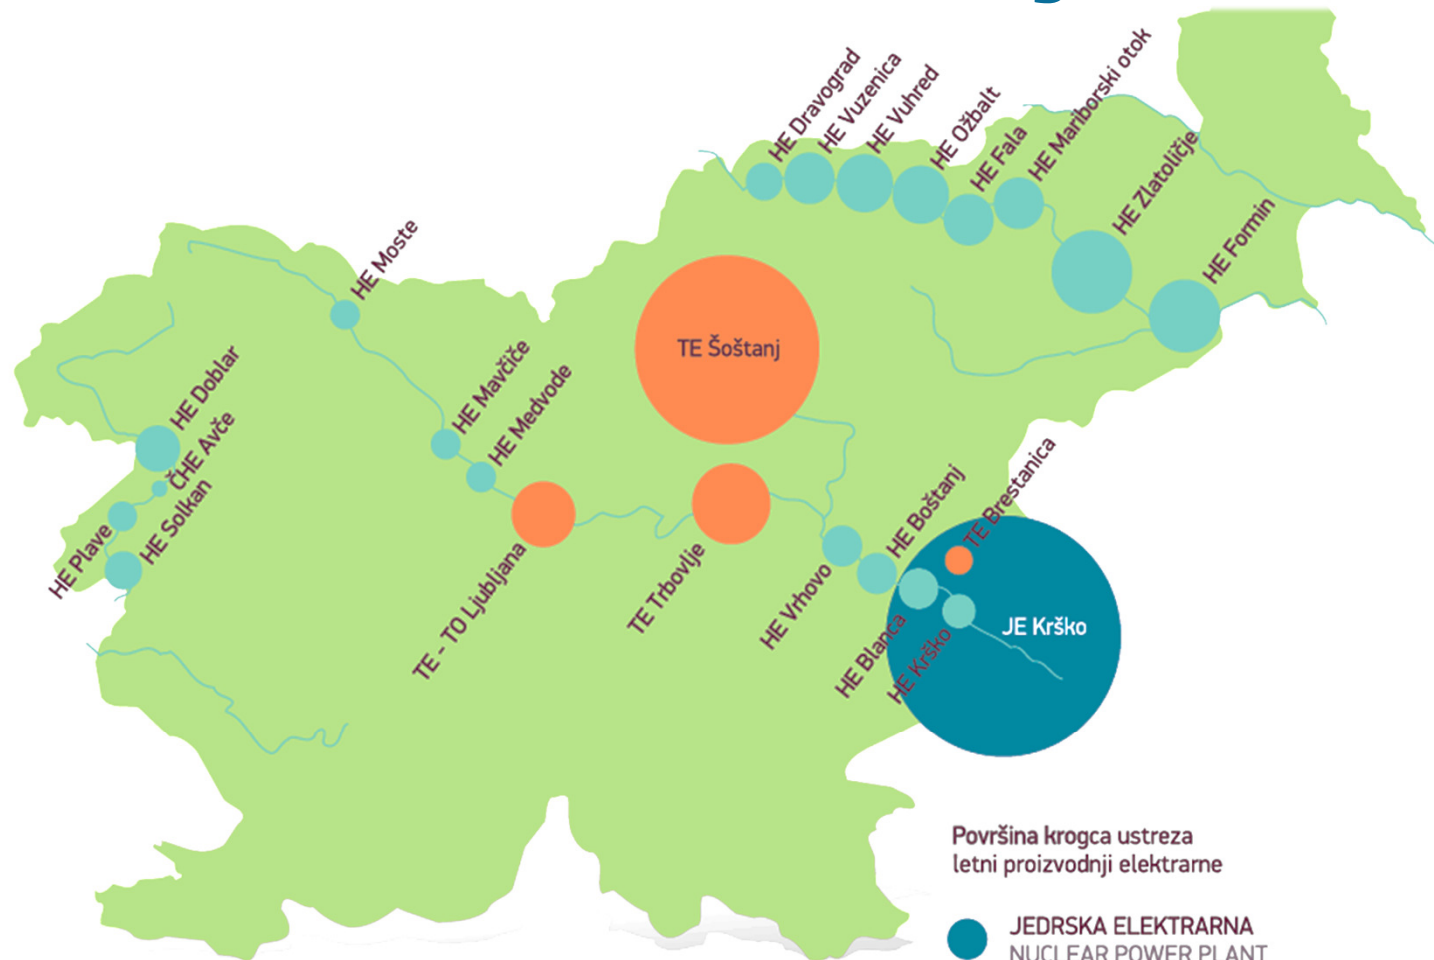 HE Dravograd
HE Vuzenica
HE Vuhred
HE Ožbalt
HE Fala
HE Mariborski otok
HE Zlatoličje
HE Formin
HE Moste
HE Mavčiče
HE Medvode
HE Doblar
ČHE Avče
HE Solkan
HE Plave
TE Šoštanj
TE - TO Ljubljana
TE Trbovlje
HE Vrhovo
HE Boštanj
HE Blanca
HE Krško
TE Brestanica
JE Krško
Površina krogca ustreza
letni proizvodnji elektrarne
JEDRSKA ELEKTRARNA
NUCLEAR POWER PLANT